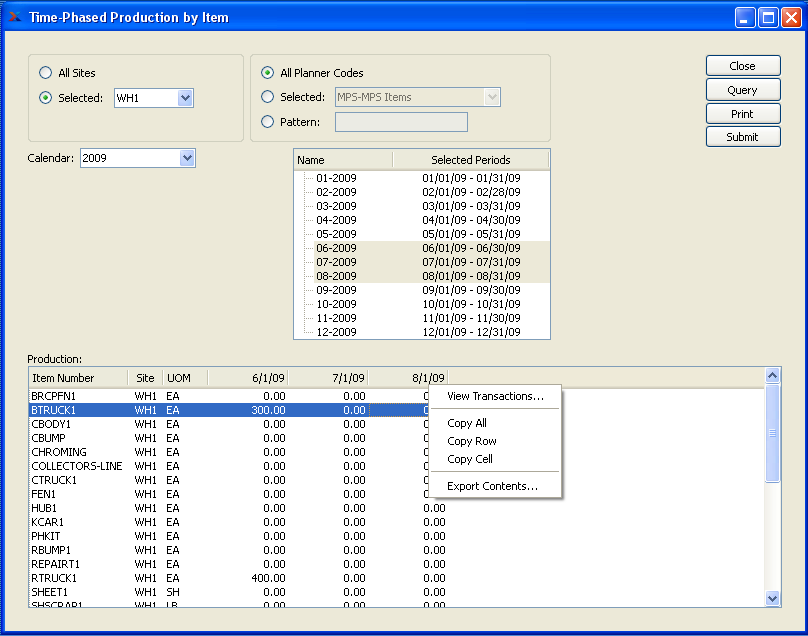 Time-Phased Production by Item
All Sites
Selected: WH1
All Planner Codes
Selected: MPS-MPS Items
Pattern:
Close
Query
Print
Submit
Calendar: 2009
Name Selected Periods
01-2009 01/01/09 - 01/31/09
02-2009 02/01/09 - 02/28/09
03-2009 03/01/09 - 03/31/09
04-2009 04/01/09 - 04/30/09
05-2009 05/01/09 - 05/31/09
06-2009 06/01/09 - 06/30/09
07-2009 07/01/09 - 07/31/09
08-2009 08/01/09 - 08/31/09
09-2009 09/01/09 - 09/30/09
10-2009 10/01/09 - 10/31/09
11-2009 11/01/09 - 11/30/09
12-2009 12/01/09 - 12/31/09
Production:
Item Number Site UOM 6/1/09 7/1/09 8/1/09
BRCPFN1 WH1 EA 0.00 0.00
BTRUCK1 WH1 EA 300.00 0.00
CBODY1 WH1 EA 0.00 0.00
CBUMP WH1 EA 0.00 0.00
CHROMING WH1 EA 0.00 0.00
COLLECTORS-LINE WH1 EA 0.00 0.00
CTRUCK1 WH1 EA 0.00 0.00
FEN1 WH1 EA 0.00 0.00
HUB1 WH1 EA 0.00 0.00 0.00
KCAR1 WH1 EA 0.00 0.00 0.00
PHKIT WH1 EA 0.00 0.00 0.00
RBUMP1 WH1 EA 0.00 0.00 0.00
REPAIRT1 WH1 EA 0.00 0.00 0.00
RTRUCK1 WH1 EA 400.00 0.00 0.00
SHEET1 WH1 SH 0.00 0.00 0.00
SHSCRAP1 WH1 LB 0.00 0.00 0.00
View Transactions...
Copy All
Copy Row
Copy Cell
Export Contents...